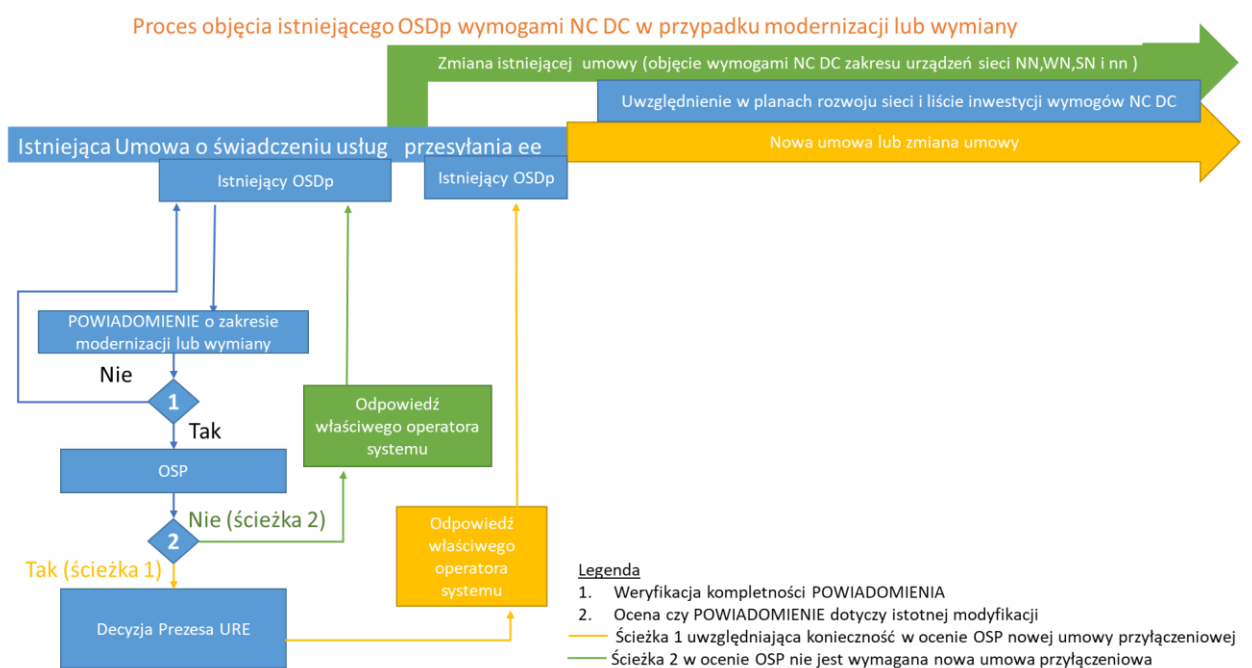 Proces objęcia istniejącego OSDp wymogami NC DC w przypadku modernizacji lub wymiany
Zmiana istniejącej umowy (objęcie wymogami NC DC zakresu urządzeń sieci NN,WN,SN i nn )
Uwzględnienie w planach rozwoju sieci i liście inwestycji wymogów NC DC
Istniejąca Umowa o świadczeniu usług przesyłania ee
Nowa umowa lub zmiana umowy
Istniejący OSDp
Istniejący OSDp
POWIADOMIENIE o zakresie
modernizacji lub wymiany
Nie
1
Tak
OSP
Odpowiedź
właściwego operatora
systemu
2
Nie (ścieżka 2)
Tak (ścieżka 1)
Decyzja Prezesa URE
Odpowiedź
właściwego
operatora
systemu
Legenda
1. Weryfikacja kompletności POWIADOMIENIA
2. Ocena czy POWIADOMIENIE dotyczy istotnej modyfikacji
Ścieżka 1 uwzględniająca konieczność w ocenie OSP nowej umowy przyłączeniowej
Ścieżka 2 w ocenie OSP nie jest wymagana nowa umowa przyłączeniowa